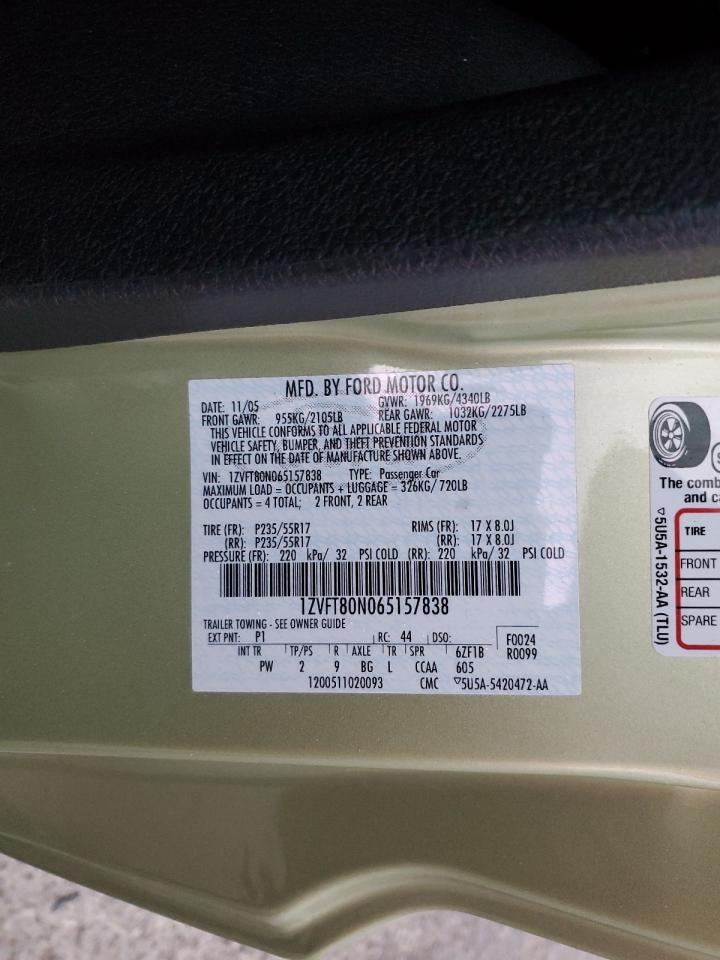 MFD. BY FORD MOTOR CO.
DATE: 11/05 GVWR: 1969KG/4340LB
FRONT GAWR: 955KG/2105LB REAR GAWR: 1032KG/2275LB
THIS VEHICLE CONFORMS TO ALL APPLICABLE FEDERAL MOTOR
VEHICLE SAFETY, BUMPER, AND THEFT PREVENTION STANDARDS
IN EFFECT ON THE DATE OF MANUFACTURE SHOWN ABOVE.
VIN: 1ZVFT80N065157838 TYPE: Passenger Car
MAXIMUM LOAD = OCCUPANTS + LUGGAGE = 326KG/720LB
OCCUPANTS = 4 TOTAL; 2 FRONT, 2 REAR
TIRE (FR): P235/55R17 RIMS (FR): 17 X 8.0J
(RR): P235/55R17 (RR): 17 X 8.0J
PRESSURE (FR): 220 kPa/ 32 PSI COLD (RR): 220 kPa/ 32 PSI COLD
1ZVFT80N065157838
TRAILER TOWING - SEE OWNER GUIDE
EXT PNT: P1 RC: 44 DSO: F0024
INT TR TP/PS R AXLE TR SPR 6ZF1B R0099
PW 2 9 BG L CCAA 605
1200511020093 CMC ▽5U5A-5420472-AA
The comb
and ca
TIRE
FRONT
REAR
SPARE
▽5U5A-1532-AA (TLU)